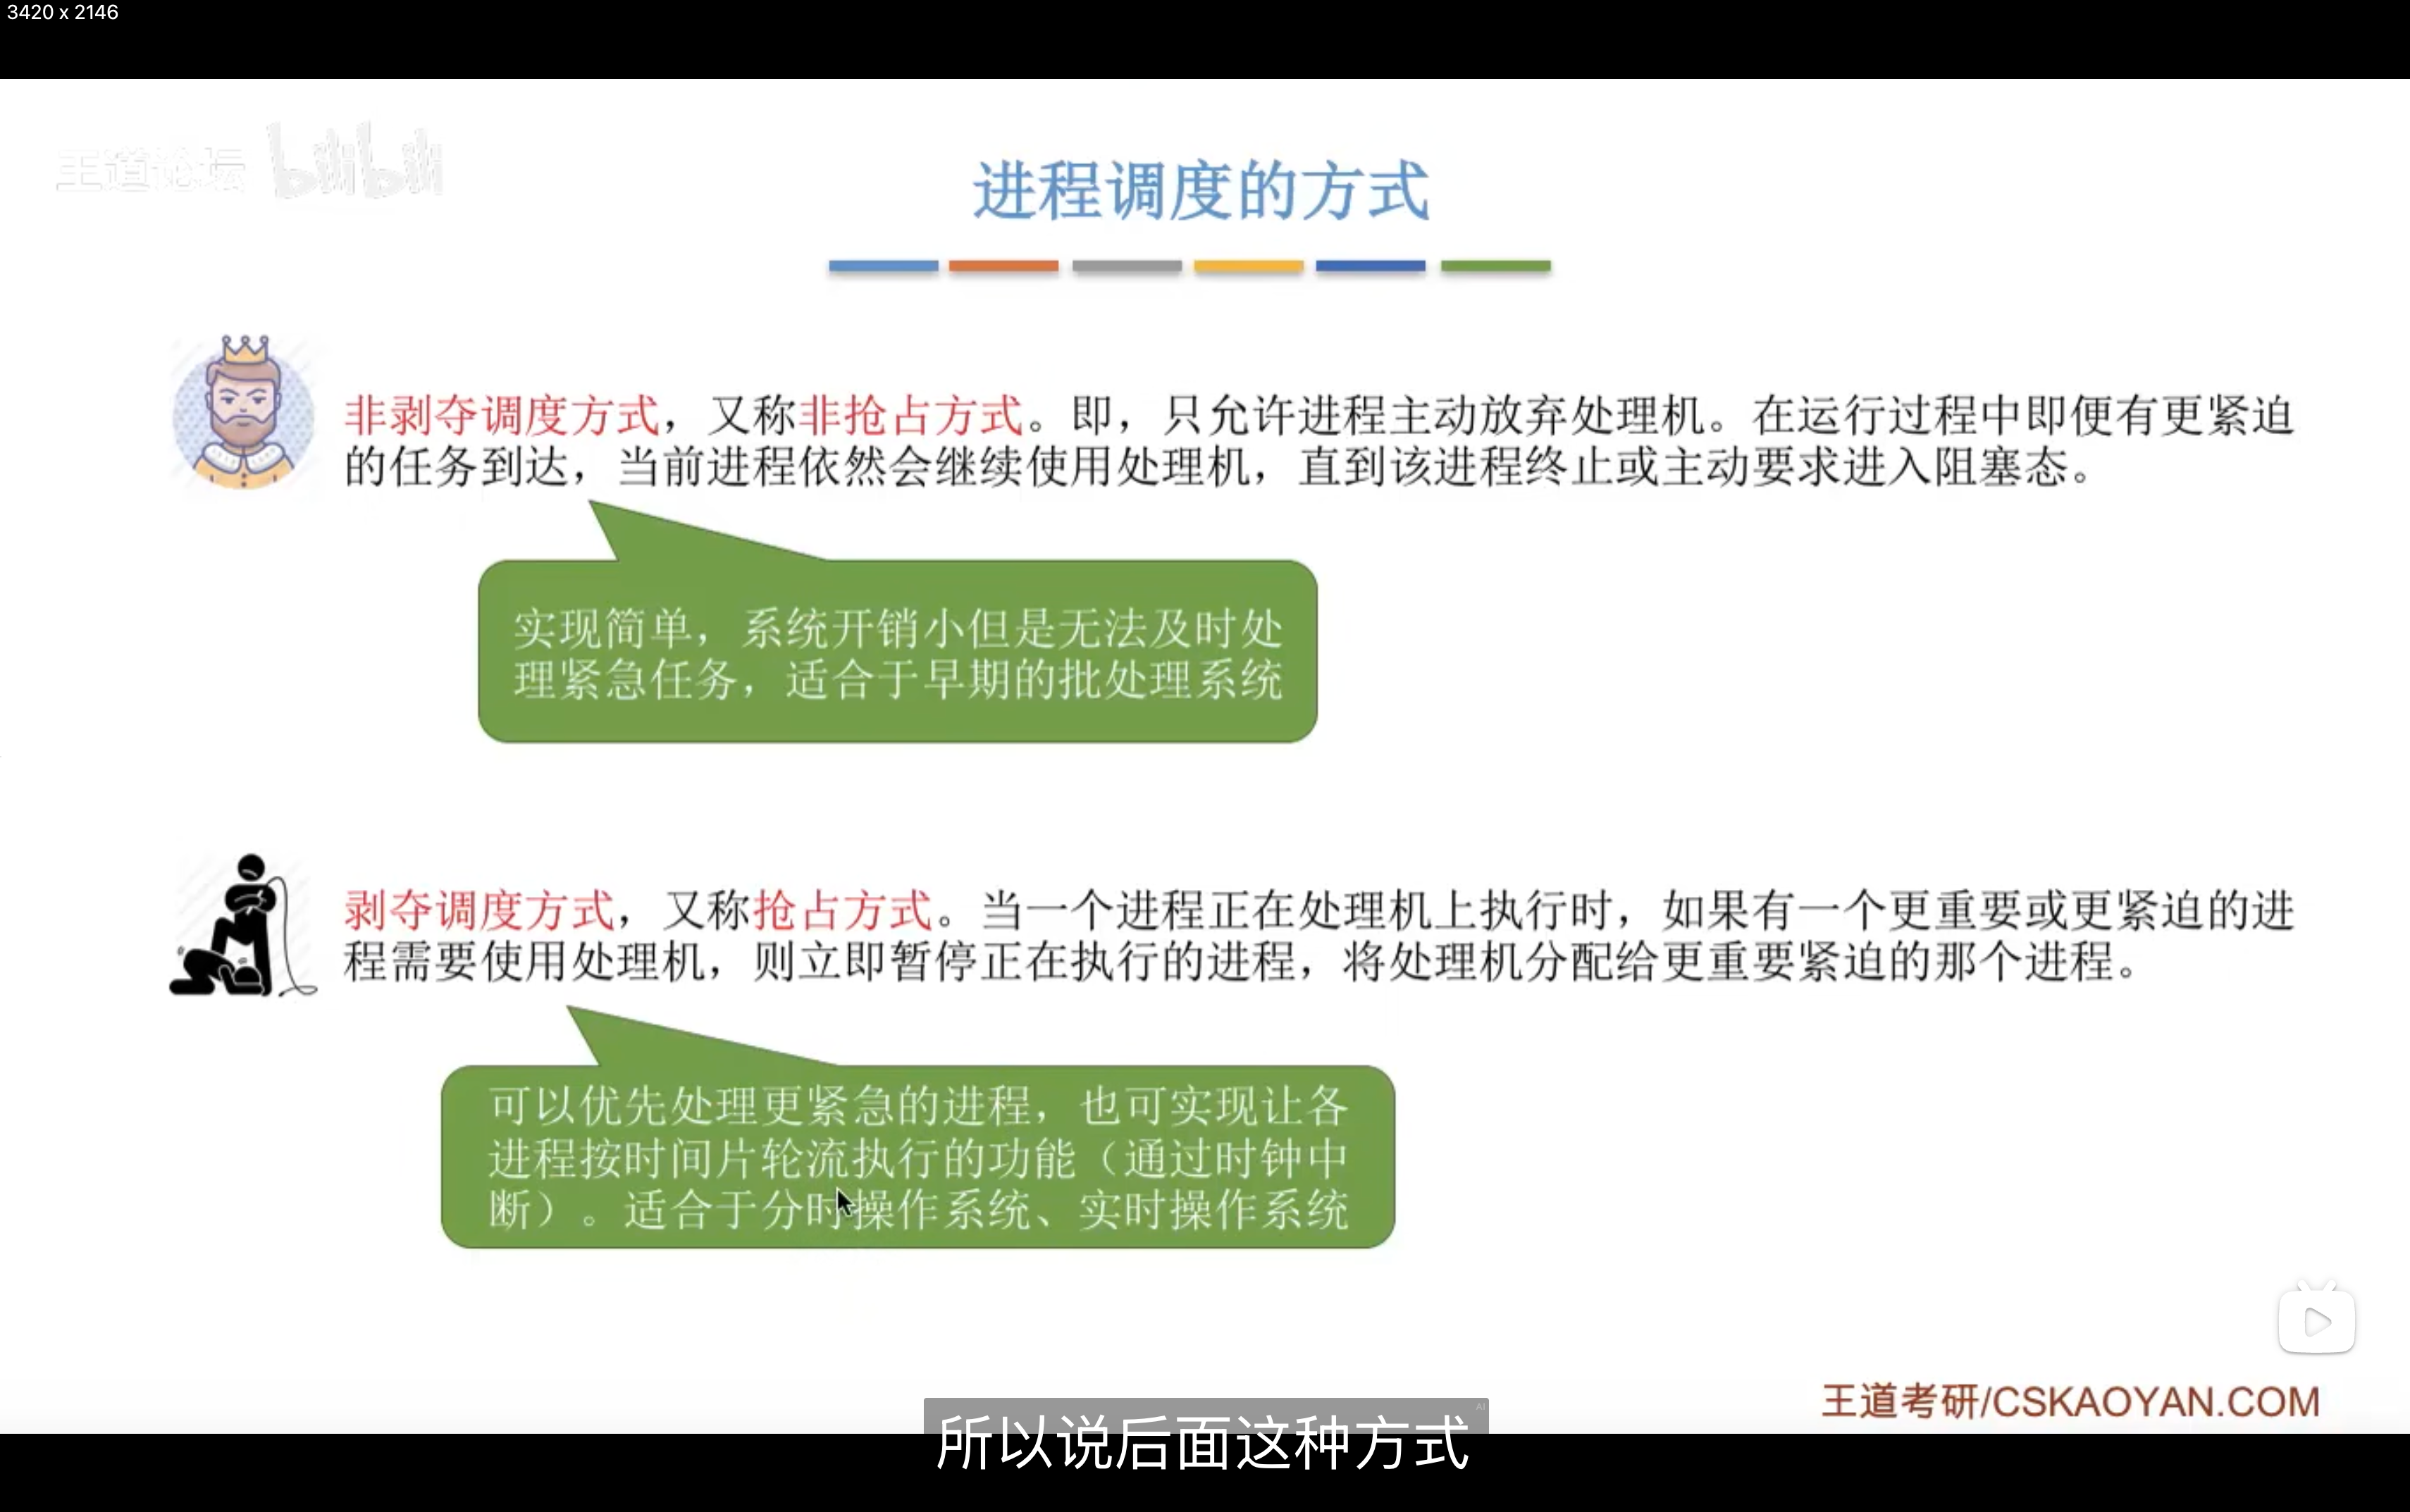 3420 x 2146
王道论坛 bilibili
进程调度的方式
非剥夺调度方式，又称非抢占方式。即，只允许进程主动放弃处理机。在运行过程中即便有更紧迫
的任务到达，当前进程依然会继续使用处理机，直到该进程终止或主动要求进入阻塞态。
实现简单，系统开销小但是无法及时处
理紧急任务，适合于早期的批处理系统
剥夺调度方式，又称抢占方式。当一个进程正在处理机上执行时，如果有一个更重要或更紧迫的进
程需要使用处理机，则立即暂停正在执行的进程，将处理机分配给更重要紧迫的那个进程。
可以优先处理更紧急的进程，也可实现让各
进程按时间片轮流执行的功能（通过时钟中
断）。适合于分时操作系统、实时操作系统
王道考研/CSKAOYAN.COM
AI
所以说后面这种方式